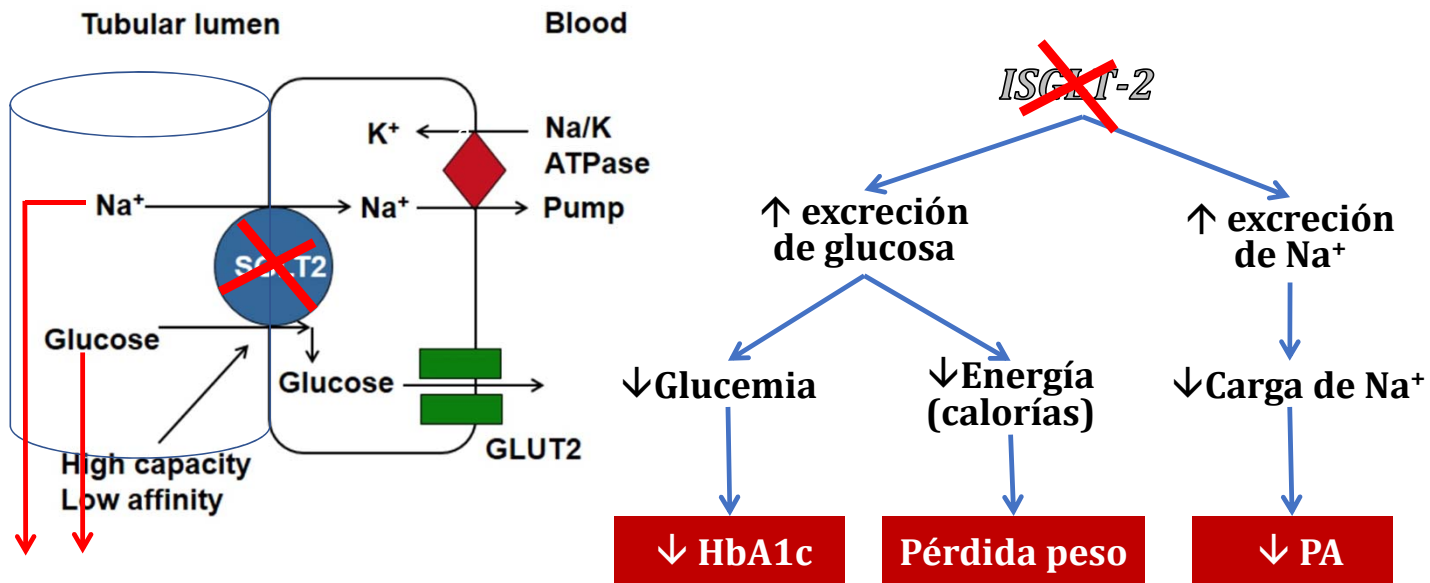 Tubular lumen
Blood
K⁺
Na/K
ATPase
Pump
Na⁺
Na⁺
SGLT2
Glucose
Glucose
GLUT2
High capacity
Low affinity
ISGLT-2
↑ excreción
de glucosa
↑ excreción
de Na⁺
↓Glucemia
↓Energía
(calorías)
↓Carga de Na⁺
↓ HbA1c
Pérdida peso
↓ PA